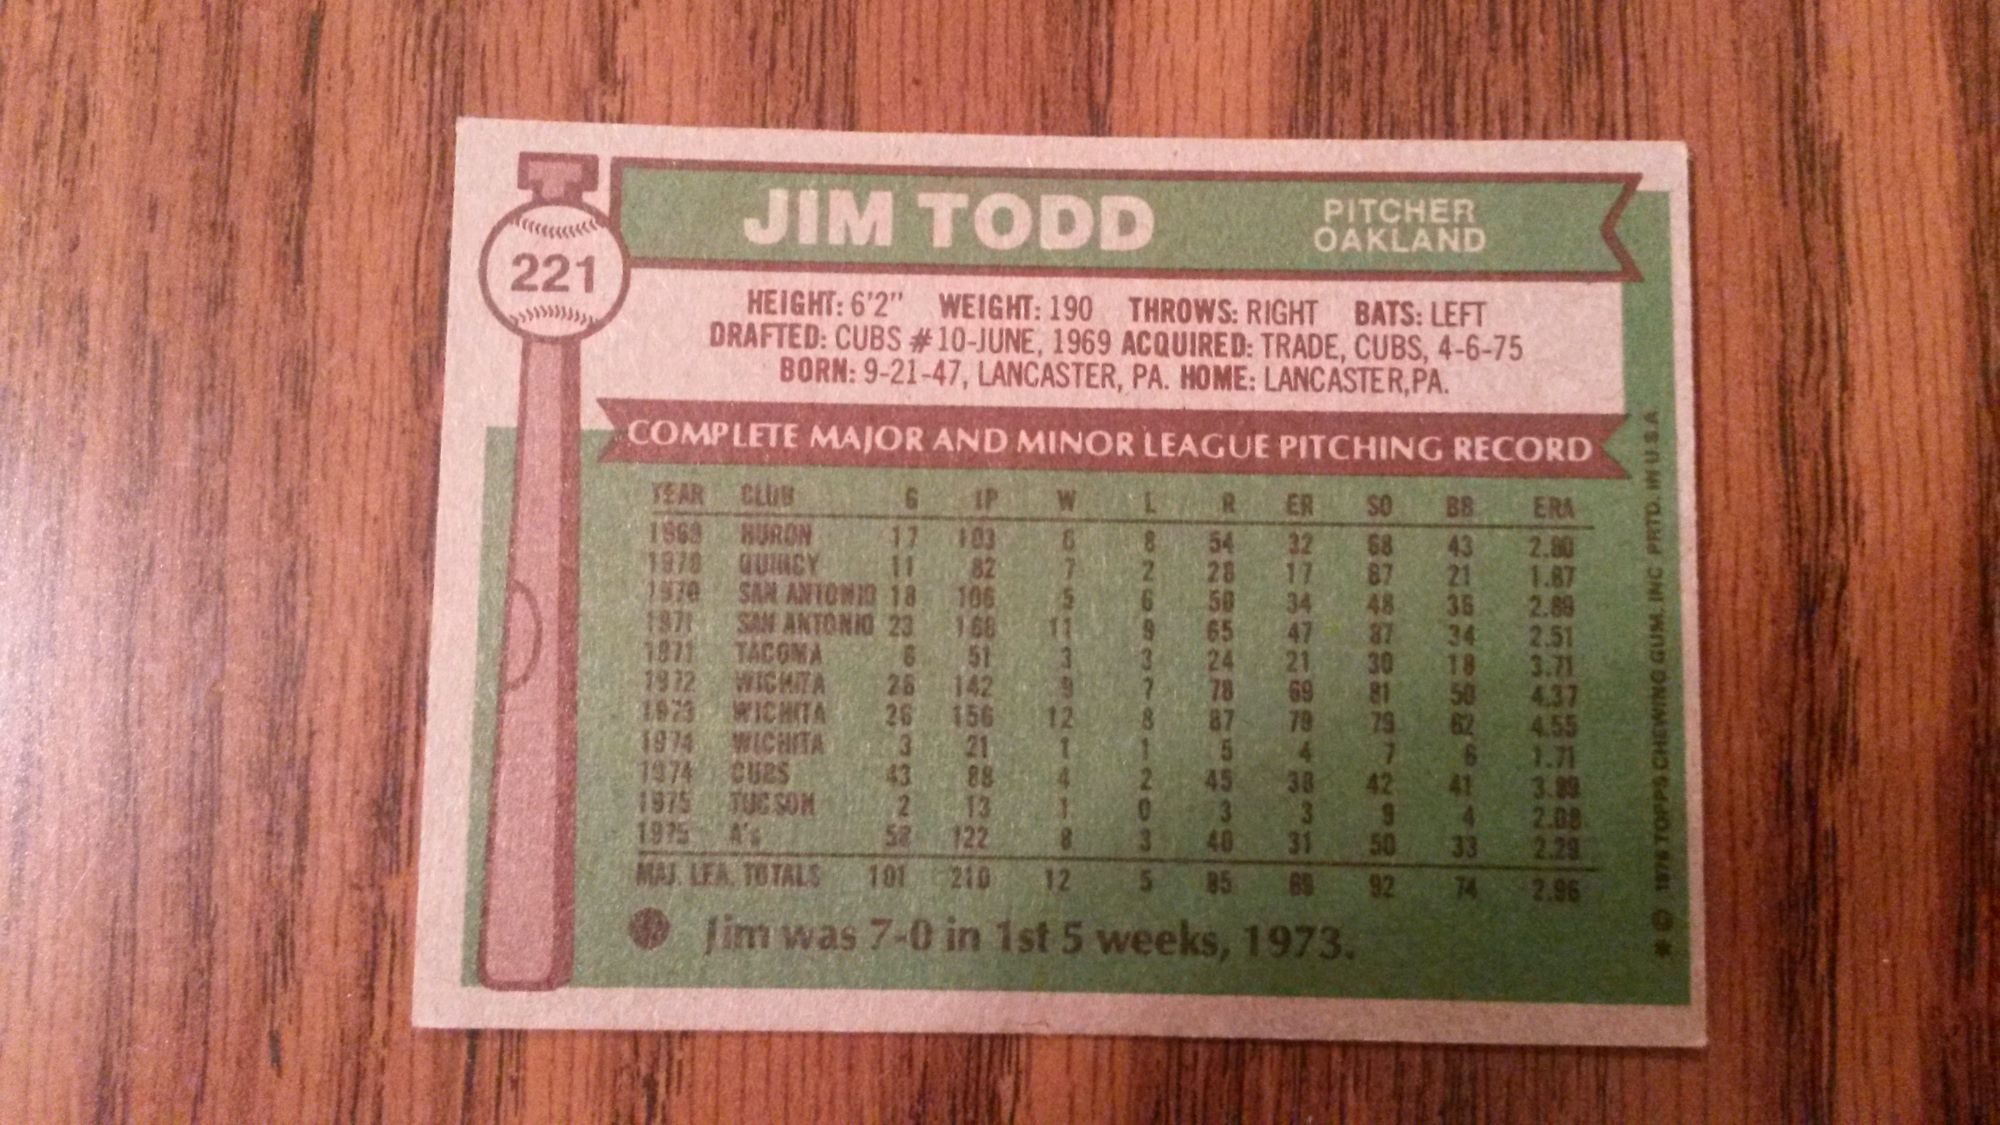 221
JIM TODD
PITCHER
OAKLAND
HEIGHT: 6'2" WEIGHT: 190 THROWS: RIGHT BATS: LEFT
DRAFTED: CUBS #10-JUNE, 1969 ACQUIRED: TRADE, CUBS, 4-6-75
BORN: 9-21-47, LANCASTER, PA. HOME: LANCASTER, PA.
COMPLETE MAJOR AND MINOR LEAGUE PITCHING RECORD
YEAR CLUB G IP W L R ER SO BB ERA
1969 HURON 17 103 6 8 54 32 68 43 2.80
1970 QUINCY 11 82 7 2 28 17 87 21 1.87
1970 SAN ANTONIO 18 106 5 6 50 34 48 36 2.89
1971 SAN ANTONIO 23 168 11 9 65 47 87 34 2.51
1971 TACOMA 6 51 3 3 24 21 30 18 3.71
1972 WICHITA 26 142 9 7 78 69 81 50 4.37
1973 WICHITA 26 156 12 8 87 79 79 62 4.55
1974 WICHITA 3 21 1 1 5 4 7 6 1.71
1974 CUBS 43 88 4 2 45 38 42 41 3.89
1975 TUCSON 2 13 1 0 3 3 9 4 2.08
1975 A's 58 122 8 3 40 31 50 33 2.29
MAJ. LEA. TOTALS 101 210 12 5 85 69 92 74 2.96
Jim was 7-0 in 1st 5 weeks, 1973.
* © 1976 TOPPS CHEWING GUM, INC PRTD. IN U.S.A